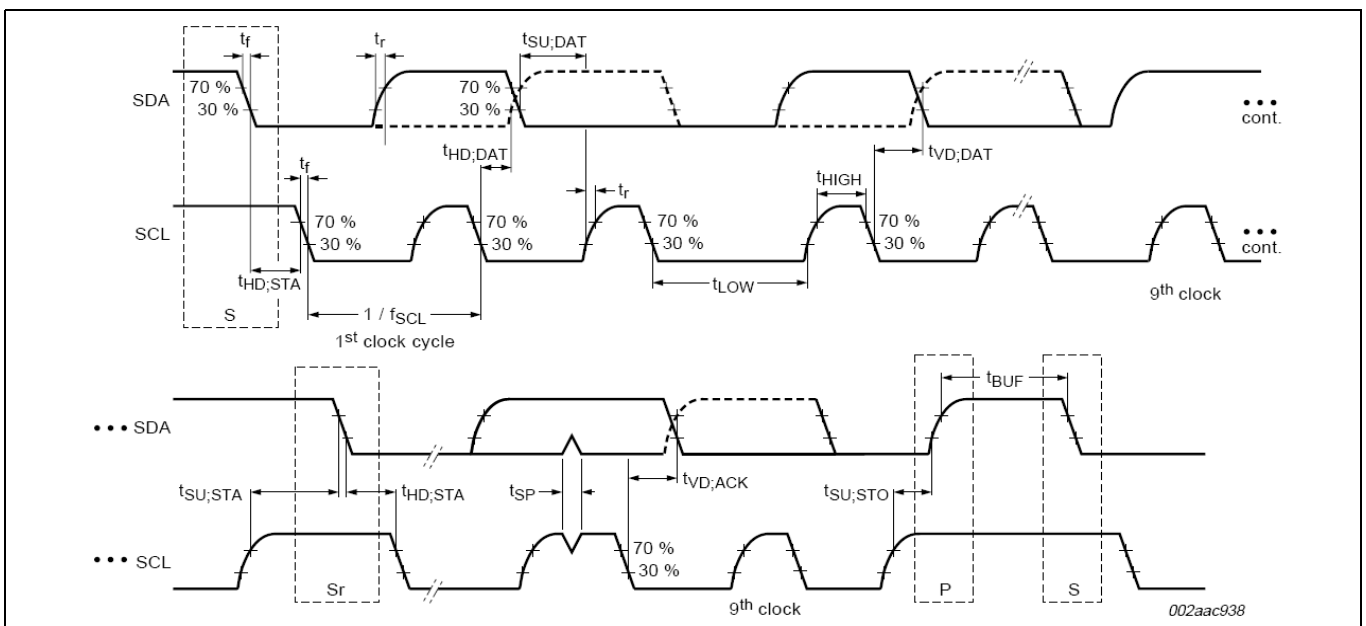 tf
tr
tSU;DAT
70 %
30 %
SDA
70 %
30 %
cont.
tHD;DAT
tVD;DAT
tf
tr
tHIGH
SCL
70 %
30 %
70 %
30 %
70 %
30 %
70 %
30 %
cont.
tHD;STA
tLOW
S
1 / fSCL
1st clock cycle
9th clock
tBUF
••• SDA
tSU;STA
tHD;STA
tSP
tVD;ACK
tSU;STO
••• SCL
70 %
30 %
Sr
9th clock
P
S
002aac938